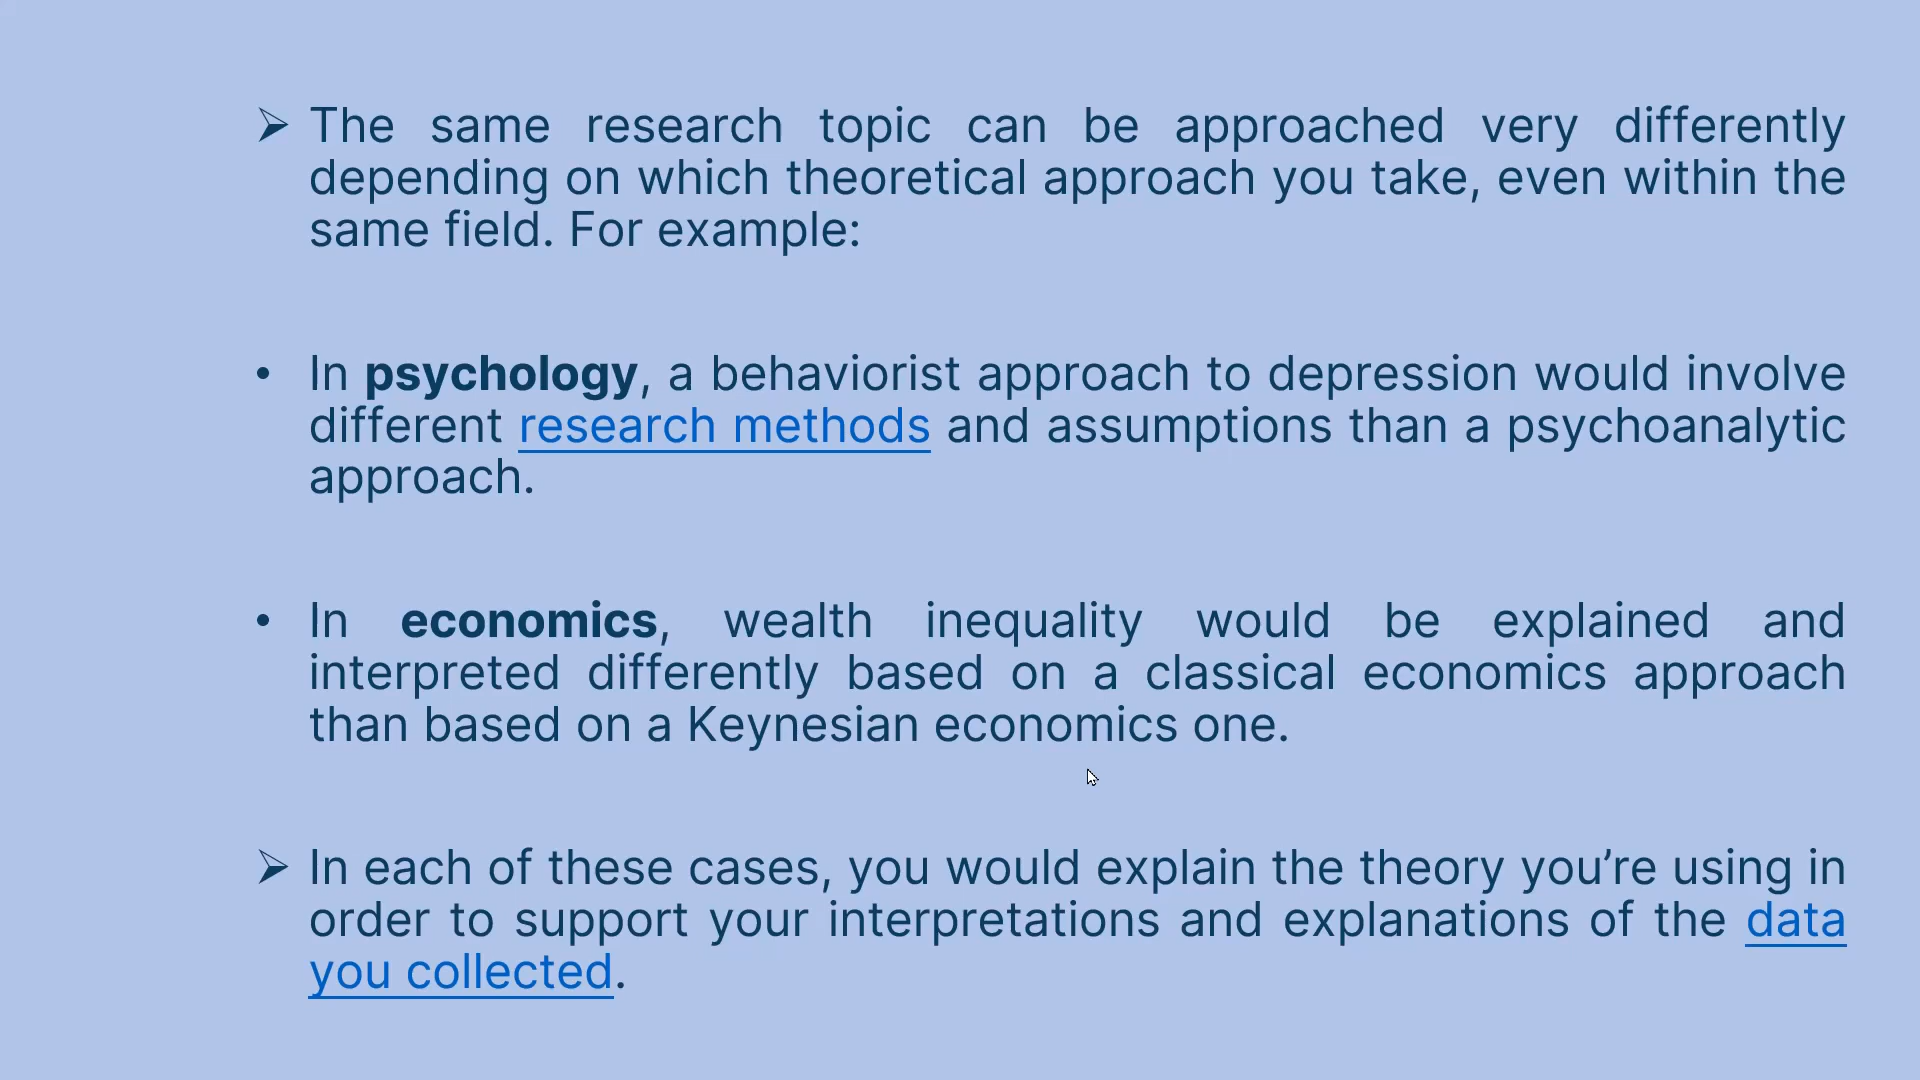 ➢ The same research topic can be approached very differently
depending on which theoretical approach you take, even within the
same field. For example:
• In psychology, a behaviorist approach to depression would involve
different research methods and assumptions than a psychoanalytic
approach.
• In economics, wealth inequality would be explained and
interpreted differently based on a classical economics approach
than based on a Keynesian economics one.
➢ In each of these cases, you would explain the theory you’re using in
order to support your interpretations and explanations of the data
you collected.